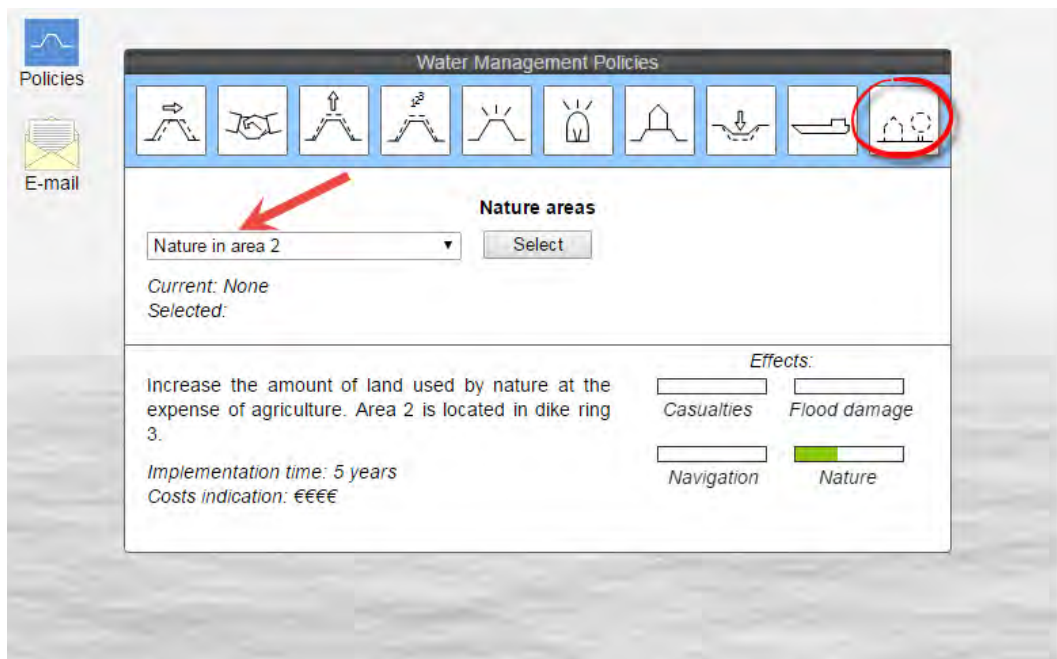 Policies
E-mail
Water Management Policies
123
Nature areas
Nature in area 2
Select
Current: None
Selected:
Increase the amount of land used by nature at the
expense of agriculture. Area 2 is located in dike ring
3.
Implementation time: 5 years
Costs indication: €€€€
Effects:
Casualties
Flood damage
Navigation
Nature